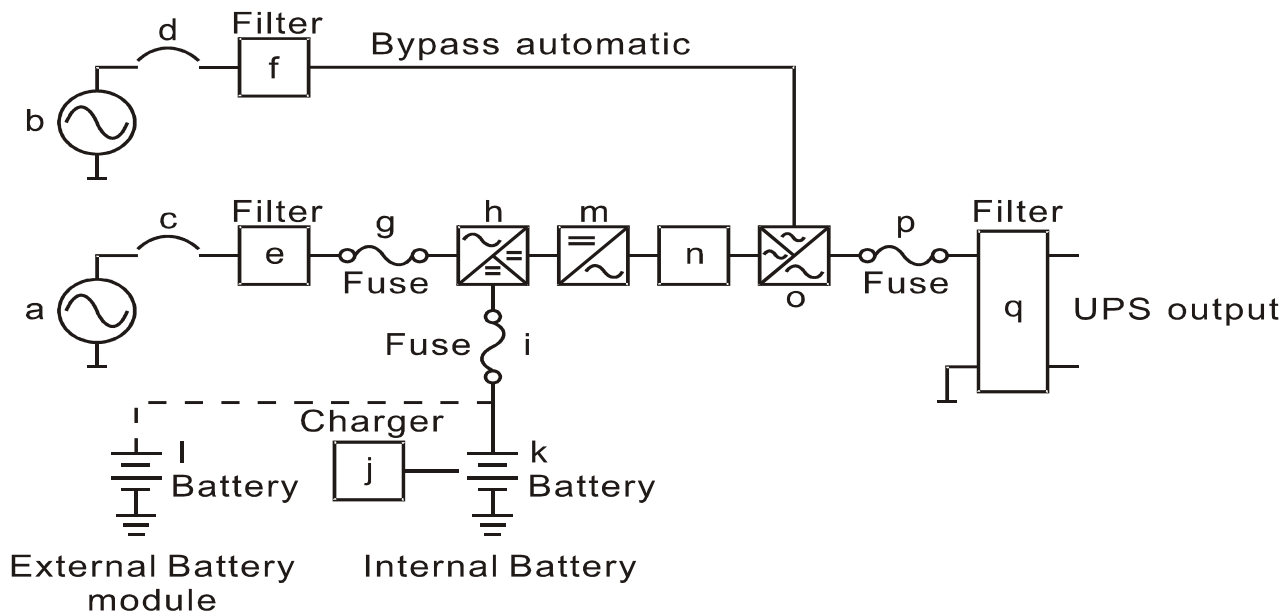 d
Filter
f
Bypass automatic
b
c
Filter
e
g
Fuse
h
m
n
o
p
Fuse
Filter
q
UPS output
a
Fuse
i
Charger
j
l
Battery
k
Battery
External Battery
module
Internal Battery